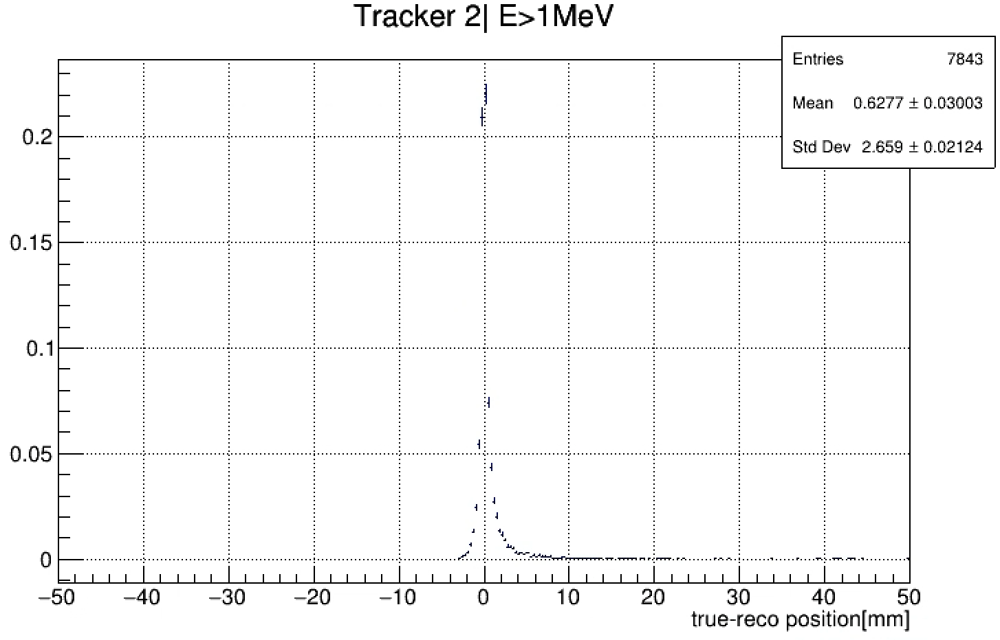 Tracker 2| E>1MeV
Entries 7843
Mean 0.6277 ± 0.03003
Std Dev 2.659 ± 0.02124
0.2
0.15
0.1
0.05
0
−50 −40 −30 −20 −10 0 10 20 30 40 50
true-reco position[mm]